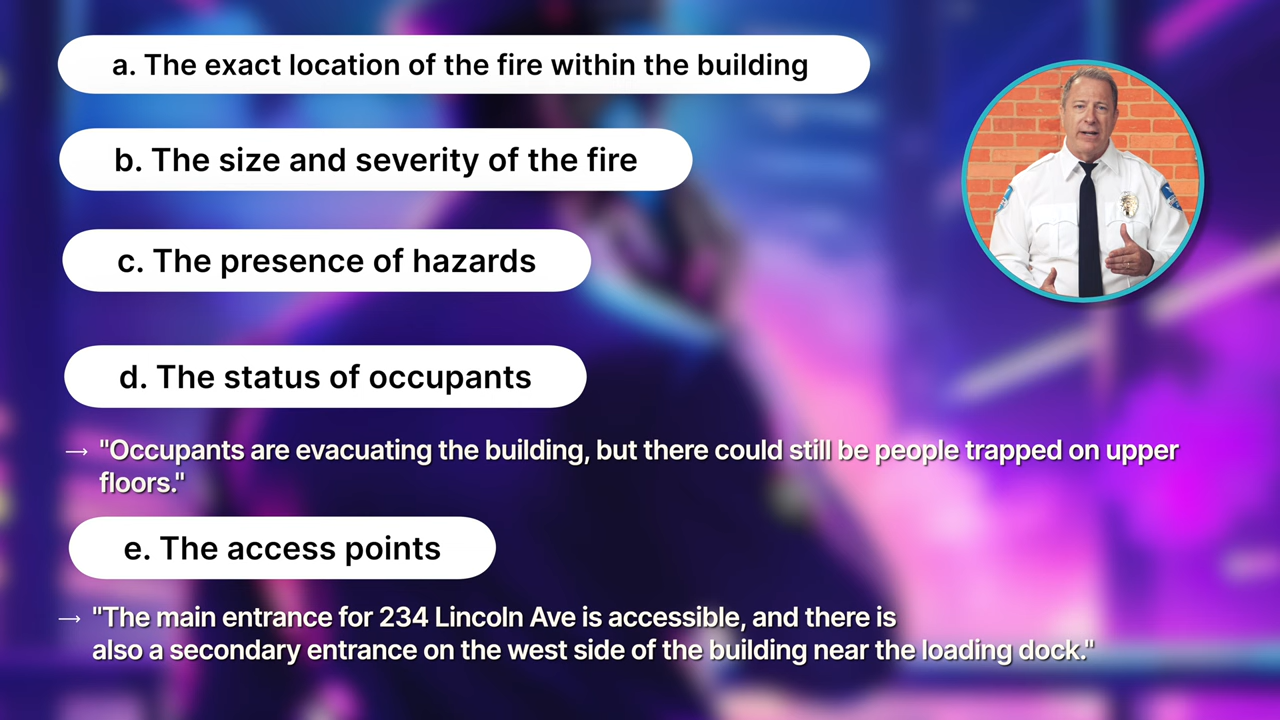 a. The exact location of the fire within the building
b. The size and severity of the fire
c. The presence of hazards
d. The status of occupants
→ "Occupants are evacuating the building, but there could still be people trapped on upper
floors."
e. The access points
→ "The main entrance for 234 Lincoln Ave is accessible, and there is
also a secondary entrance on the west side of the building near the loading dock."